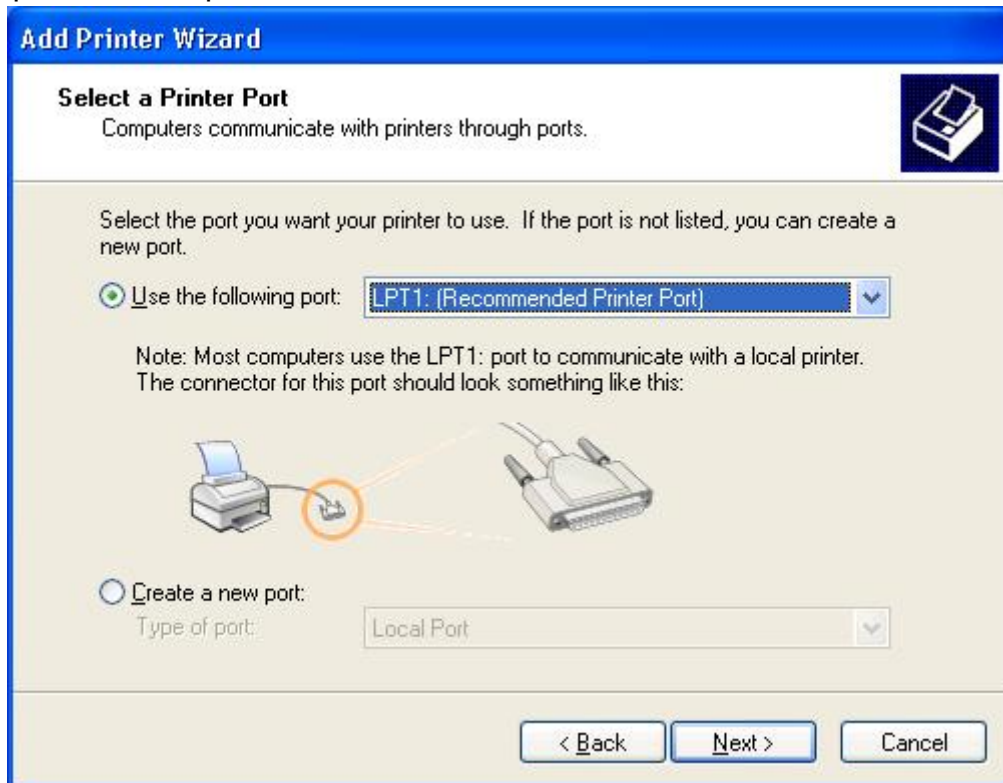 Add Printer Wizard
Select a Printer Port
Computers communicate with printers through ports.
Select the port you want your printer to use. If the port is not listed, you can create a
new port.
Use the following port: LPT1: (Recommended Printer Port)
Note: Most computers use the LPT1: port to communicate with a local printer.
The connector for this port should look something like this:
Create a new port:
Type of port: Local Port
< Back Next > Cancel